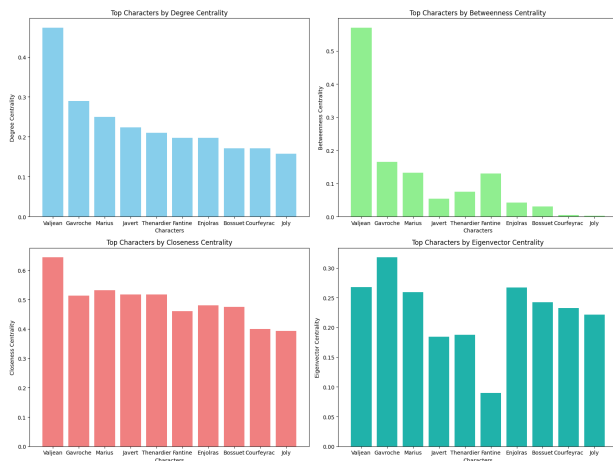 Top Characters by Degree Centrality
Degree Centrality
0.4
0.3
0.2
0.1
0.0
Valjean Gavroche Marius Javert Thenardier Fantine Enjolras Bossuet Courfeyrac Joly
Characters
Top Characters by Betweenness Centrality
Betweenness Centrality
0.5
0.4
0.3
0.2
0.1
0.0
Valjean Gavroche Marius Javert Thenardier Fantine Enjolras Bossuet Courfeyrac Joly
Characters
Top Characters by Closeness Centrality
Closeness Centrality
0.6
0.5
0.4
0.3
0.2
0.1
0.0
Valjean Gavroche Marius Javert Thenardier Fantine Enjolras Bossuet Courfeyrac Joly
Characters
Top Characters by Eigenvector Centrality
Eigenvector Centrality
0.30
0.25
0.20
0.15
0.10
0.05
0.00
Valjean Gavroche Marius Javert Thenardier Fantine Enjolras Bossuet Courfeyrac Joly
Characters